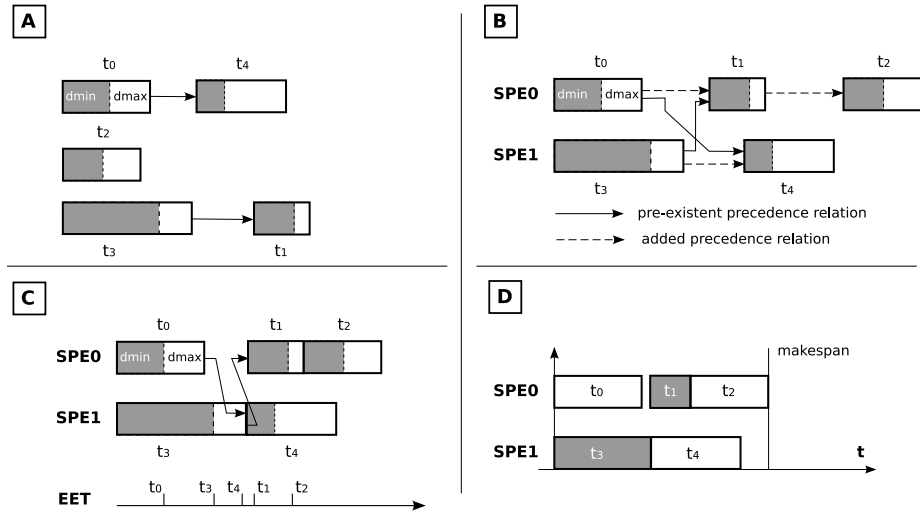 A
t0 t4
dmin dmax
t2
t3 t1
B
t0 t1 t2
SPE0 dmin dmax
SPE1
t3 t4
pre-existent precedence relation
added precedence relation
C
t0 t1 t2
SPE0 dmin dmax
SPE1
t3 t4
t0 t3 t4 t1 t2
EET
D
makespan
SPE0 t0 t1 t2
SPE1 t3 t4 t